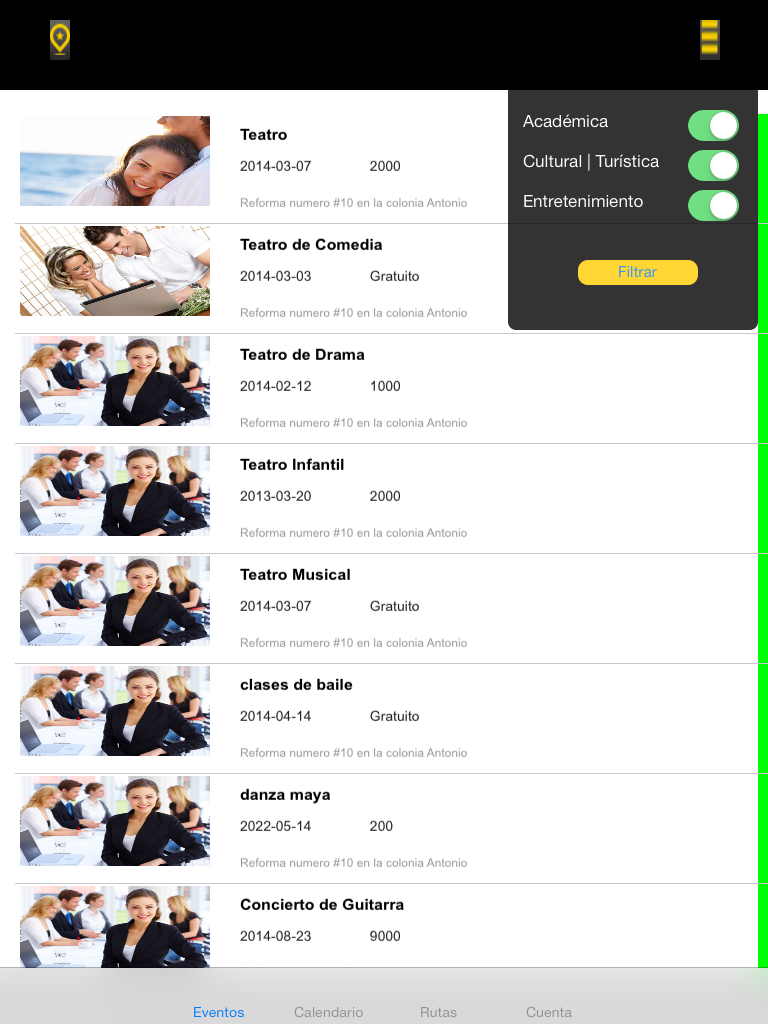 Académica
Cultural | Turística
Entretenimiento
Filtrar
Teatro
2014-03-07 2000
Reforma numero #10 en la colonia Antonio
Teatro de Comedia
2014-03-03 Gratuito
Reforma numero #10 en la colonia Antonio
Teatro de Drama
2014-02-12 1000
Reforma numero #10 en la colonia Antonio
Teatro Infantil
2013-03-20 2000
Reforma numero #10 en la colonia Antonio
Teatro Musical
2014-03-07 Gratuito
Reforma numero #10 en la colonia Antonio
clases de baile
2014-04-14 Gratuito
Reforma numero #10 en la colonia Antonio
danza maya
2022-05-14 200
Reforma numero #10 en la colonia Antonio
Concierto de Guitarra
2014-08-23 9000
Eventos Calendario Rutas Cuenta